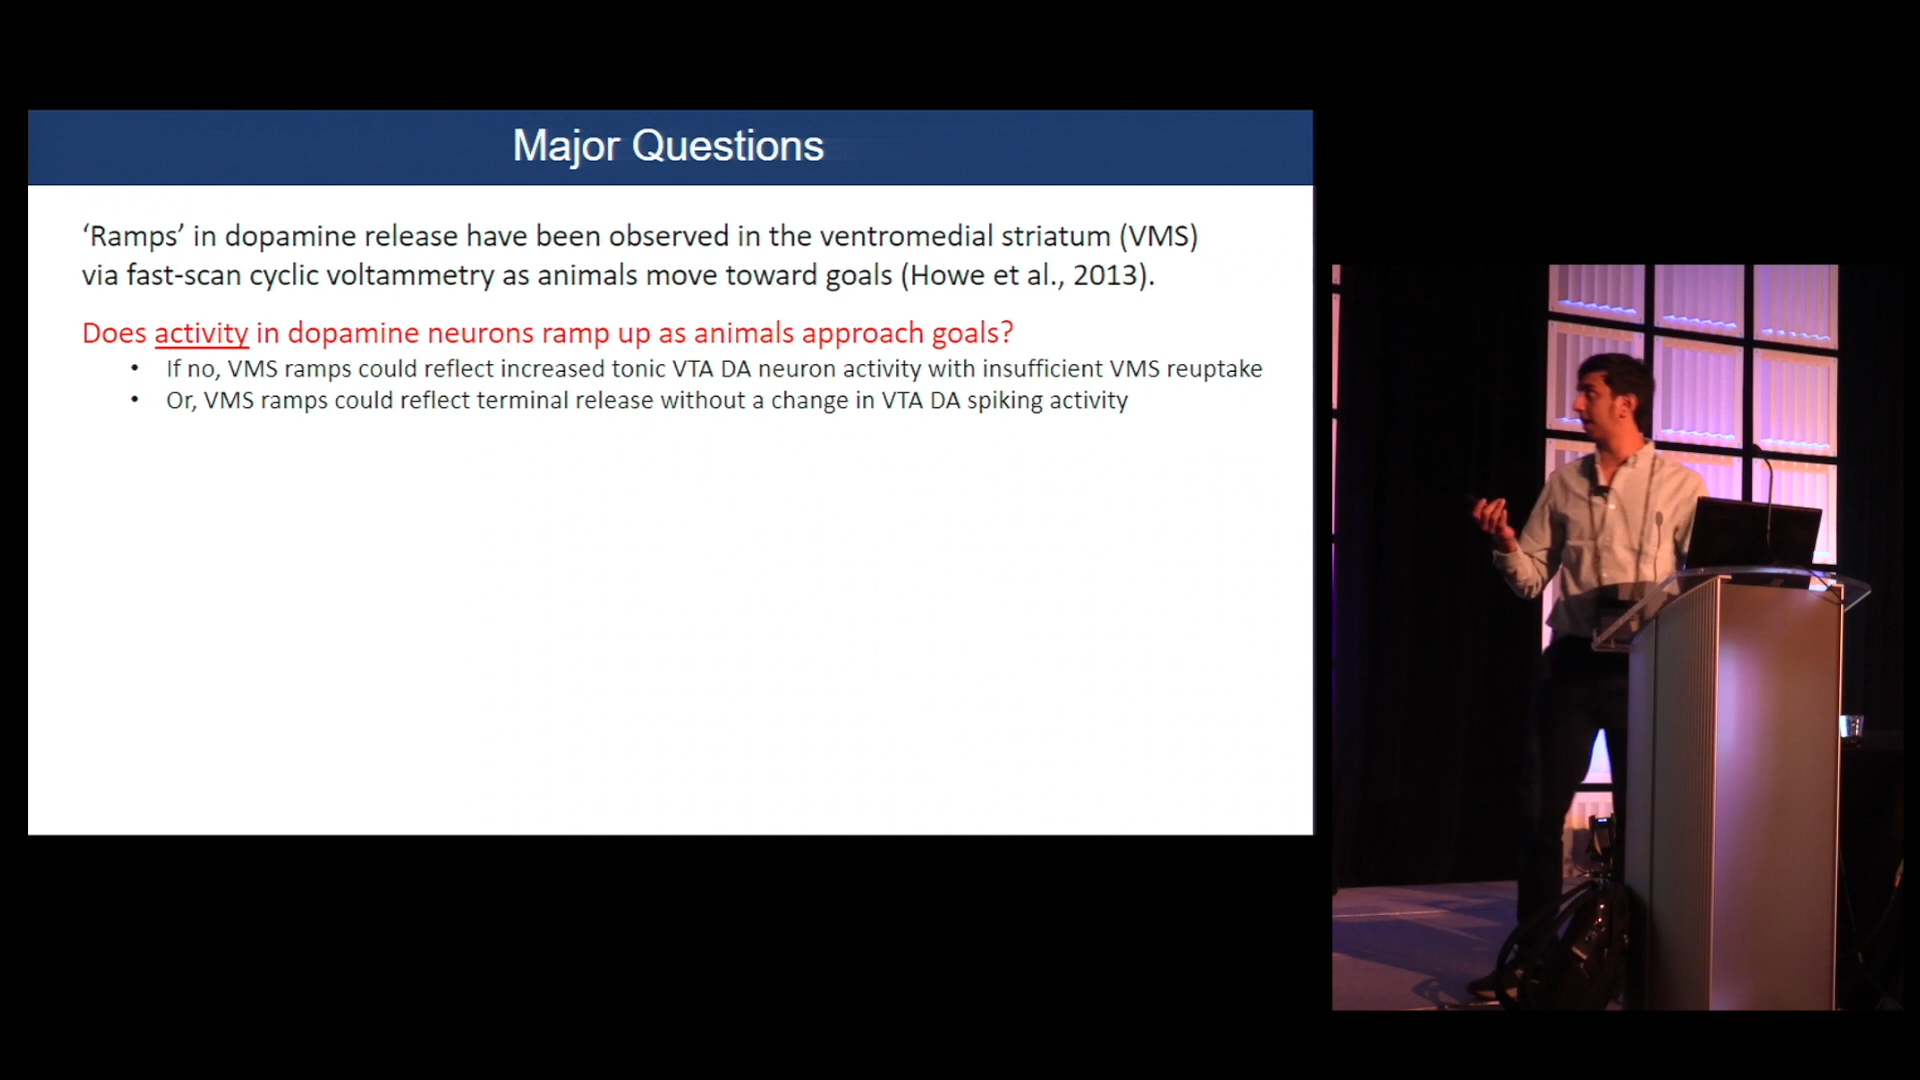 Major Questions
‘Ramps’ in dopamine release have been observed in the ventromedial striatum (VMS)
via fast-scan cyclic voltammetry as animals move toward goals (Howe et al., 2013).
Does activity in dopamine neurons ramp up as animals approach goals?
• If no, VMS ramps could reflect increased tonic VTA DA neuron activity with insufficient VMS reuptake
• Or, VMS ramps could reflect terminal release without a change in VTA DA spiking activity